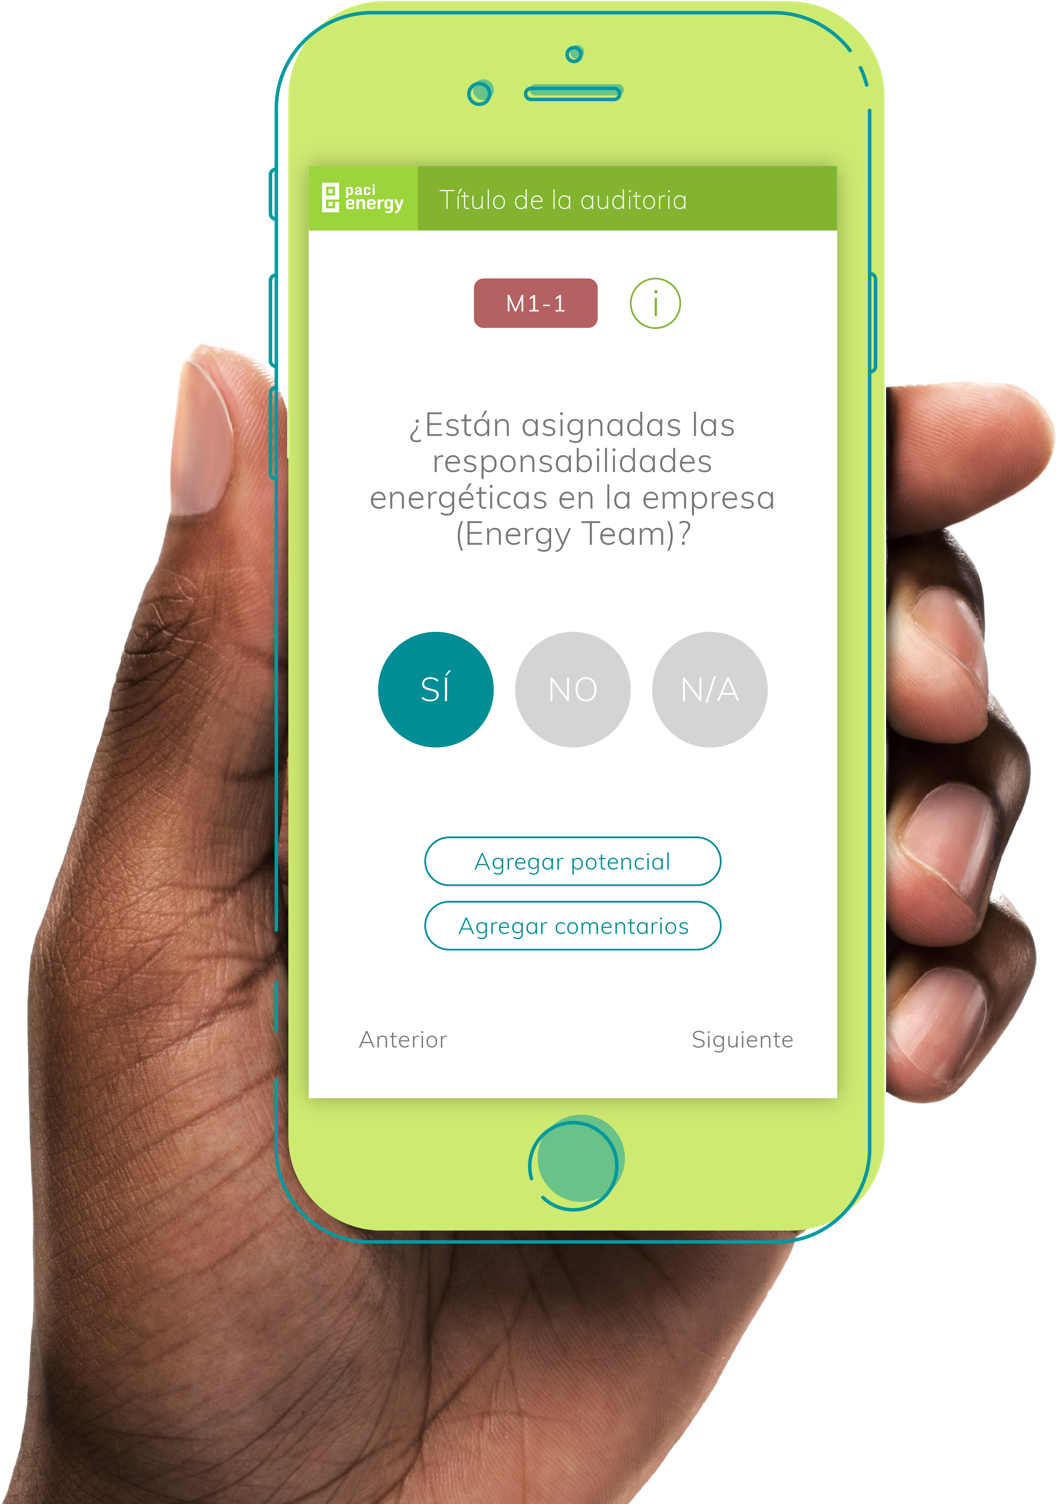 paci
energy
Título de la auditoria
M1-1
i
¿Están asignadas las
responsabilidades
energéticas en la empresa
(Energy Team)?
SÍ NO N/A
Agregar potencial
Agregar comentarios
Anterior Siguiente